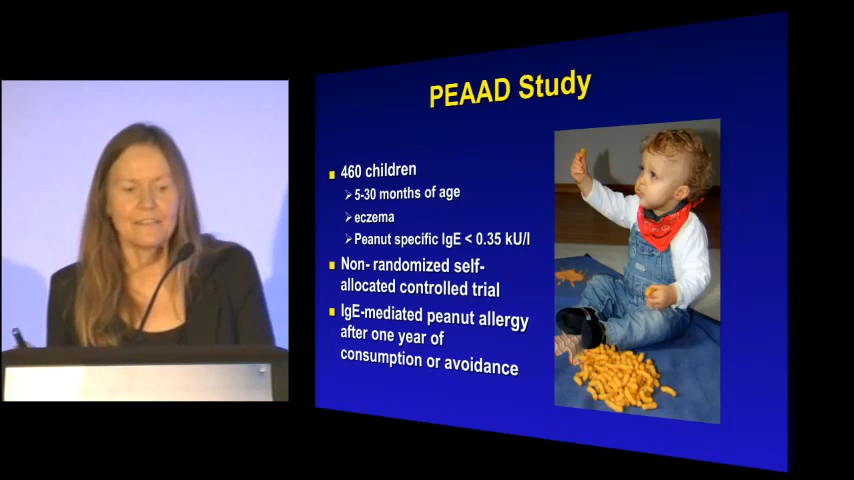 PEAAD Study
460 children
5-30 months of age
eczema
Peanut specific IgE < 0.35 kU/l
Non- randomized self-
allocated controlled trial
IgE-mediated peanut allergy
after one year of
consumption or avoidance